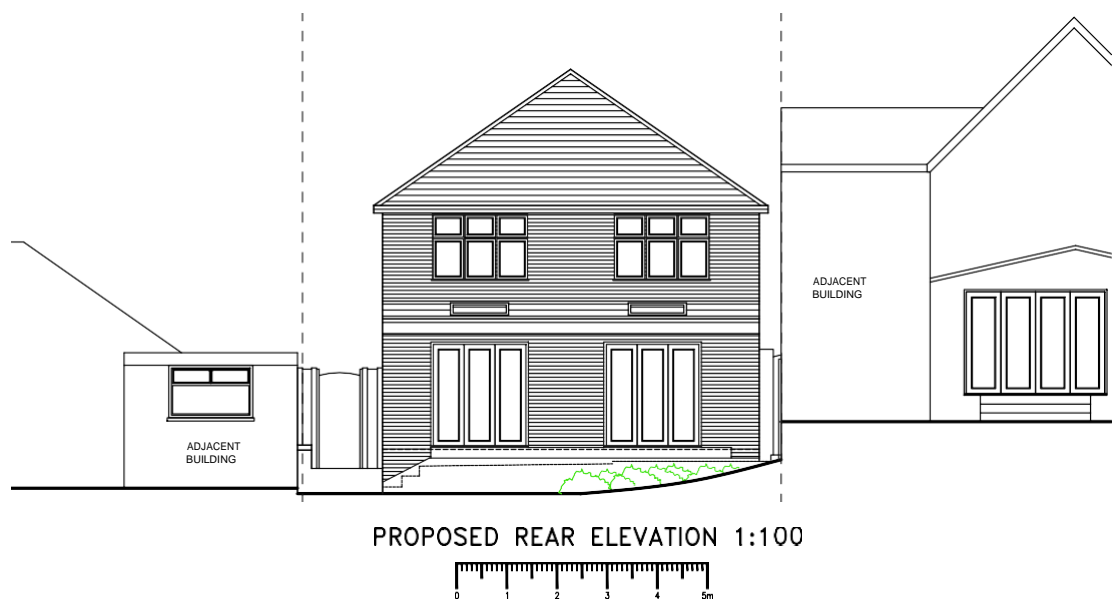 ADJACENT
BUILDING
ADJACENT
BUILDING
PROPOSED REAR ELEVATION 1:100
0 1 2 3 4 5m